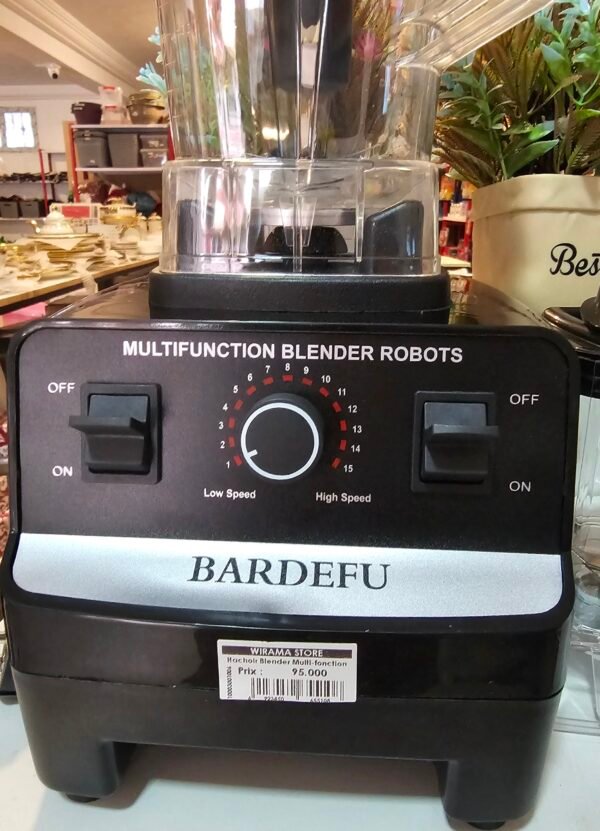 Bes
MULTIFUNCTION BLENDER ROBOTS
OFF
ON
1
2
3
4
5
6
7
8
9
10
11
12
13
14
15
Low Speed
High Speed
OFF
ON
BARDEFU
WIRAMA STORE
Hachoir Blender Multi-fonction
Prix : 95.000